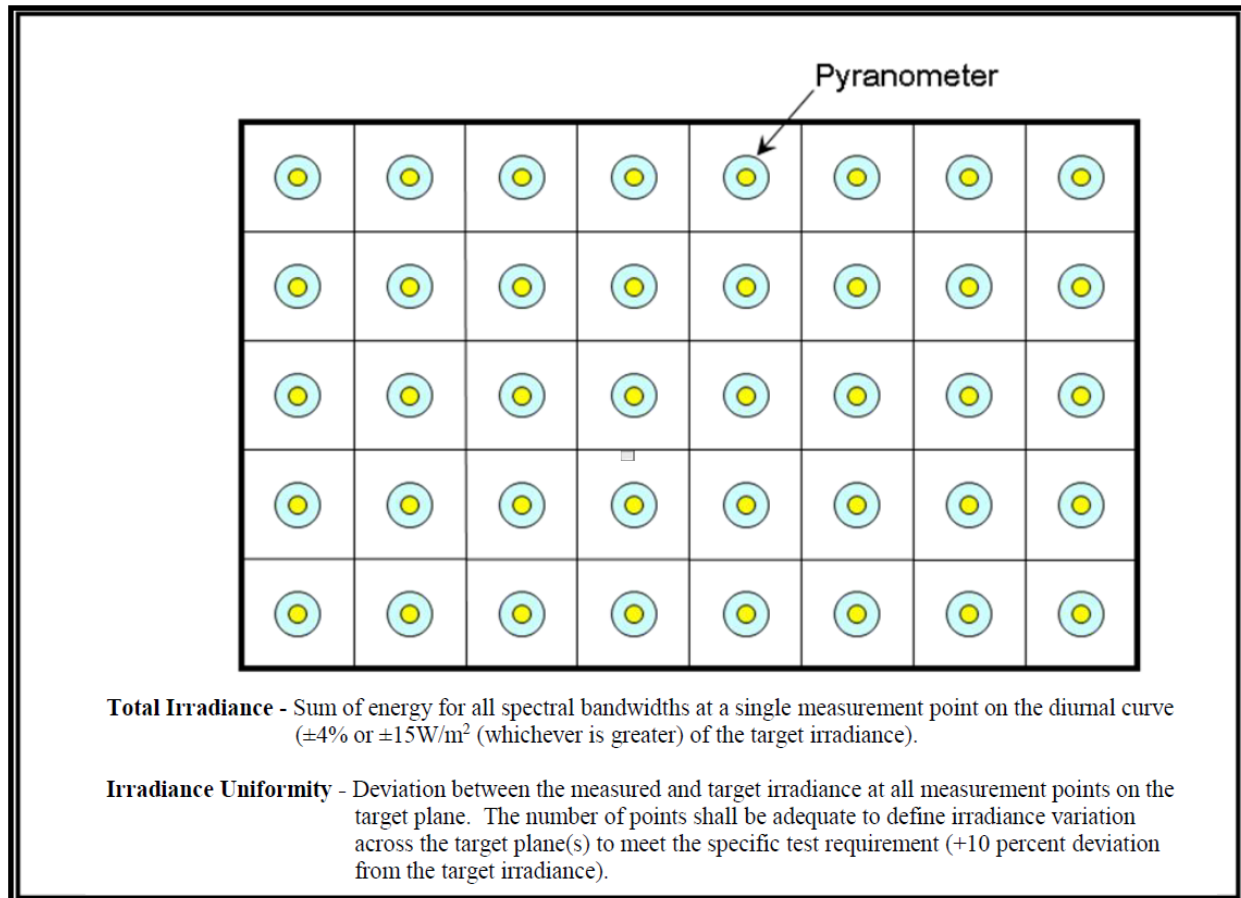 Pyranometer
Total Irradiance - Sum of energy for all spectral bandwidths at a single measurement point on the diurnal curve
(±4% or ±15W/m² (whichever is greater) of the target irradiance).
Irradiance Uniformity - Deviation between the measured and target irradiance at all measurement points on the
target plane.  The number of points shall be adequate to define irradiance variation
across the target plane(s) to meet the specific test requirement (+10 percent deviation
from the target irradiance).